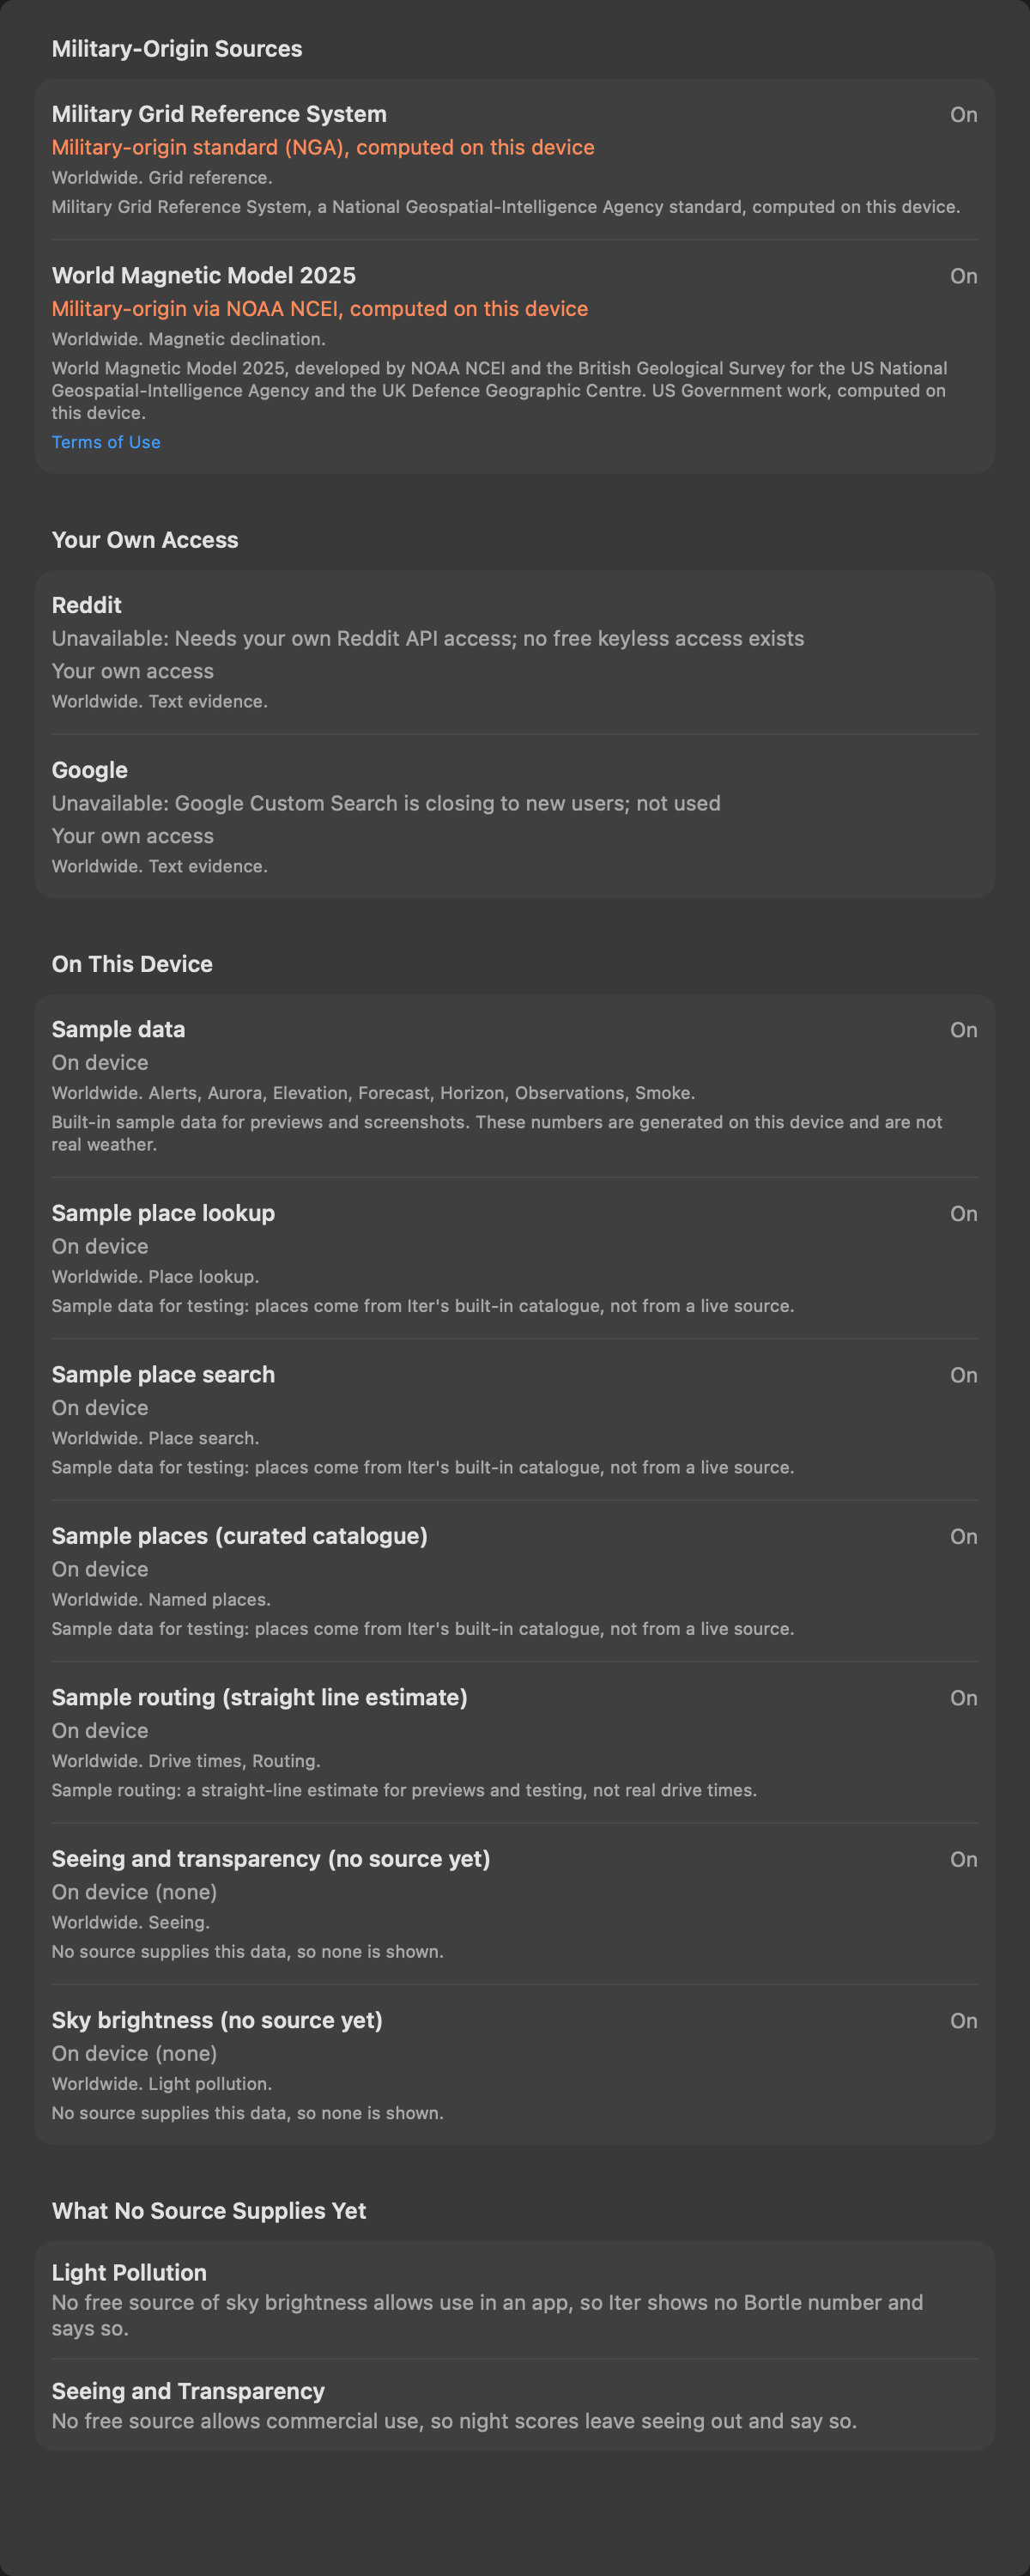 Military-Origin Sources
Military Grid Reference System
On
Military-origin standard (NGA), computed on this device
Worldwide. Grid reference.
Military Grid Reference System, a National Geospatial-Intelligence Agency standard, computed on this device.
World Magnetic Model 2025
On
Military-origin via NOAA NCEI, computed on this device
Worldwide. Magnetic declination.
World Magnetic Model 2025, developed by NOAA NCEI and the British Geological Survey for the US National
Geospatial-Intelligence Agency and the UK Defence Geographic Centre. US Government work, computed on
this device.
Terms of Use
Your Own Access
Reddit
Unavailable: Needs your own Reddit API access; no free keyless access exists
Your own access
Worldwide. Text evidence.
Google
Unavailable: Google Custom Search is closing to new users; not used
Your own access
Worldwide. Text evidence.
On This Device
Sample data
On
On device
Worldwide. Alerts, Aurora, Elevation, Forecast, Horizon, Observations, Smoke.
Built-in sample data for previews and screenshots. These numbers are generated on this device and are not
real weather.
Sample place lookup
On
On device
Worldwide. Place lookup.
Sample data for testing: places come from Iter's built-in catalogue, not from a live source.
Sample place search
On
On device
Worldwide. Place search.
Sample data for testing: places come from Iter's built-in catalogue, not from a live source.
Sample places (curated catalogue)
On
On device
Worldwide. Named places.
Sample data for testing: places come from Iter's built-in catalogue, not from a live source.
Sample routing (straight line estimate)
On
On device
Worldwide. Drive times, Routing.
Sample routing: a straight-line estimate for previews and testing, not real drive times.
Seeing and transparency (no source yet)
On
On device (none)
Worldwide. Seeing.
No source supplies this data, so none is shown.
Sky brightness (no source yet)
On
On device (none)
Worldwide. Light pollution.
No source supplies this data, so none is shown.
What No Source Supplies Yet
Light Pollution
No free source of sky brightness allows use in an app, so Iter shows no Bortle number and
says so.
Seeing and Transparency
No free source allows commercial use, so night scores leave seeing out and say so.